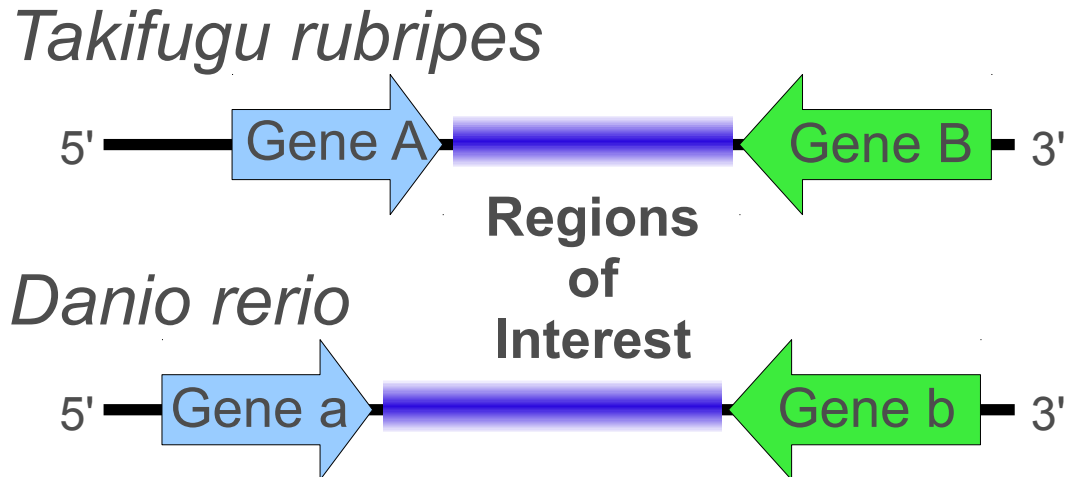 Takifugu rubripes
5' Gene A Gene B 3'
Regions
of
Interest
Danio rerio
5' Gene a Gene b 3'